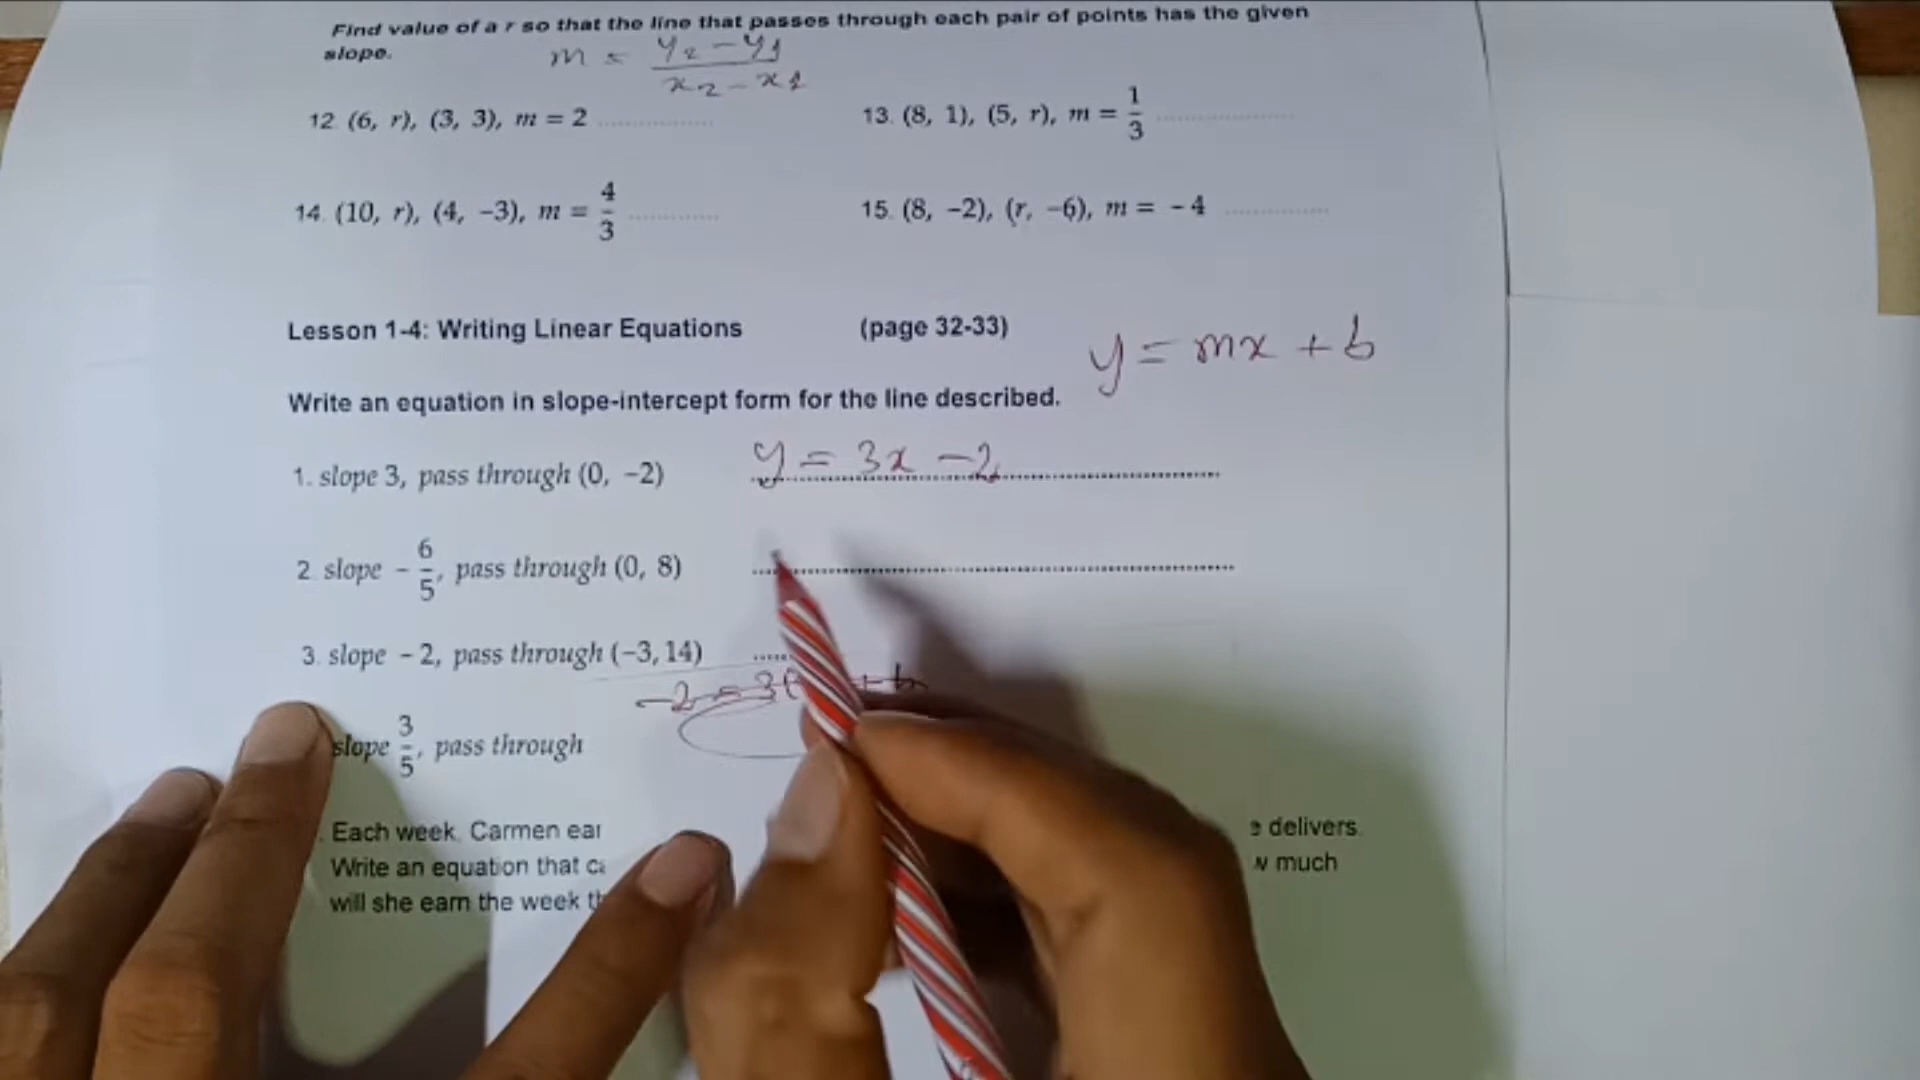 Find value of a r so that the line that passes through each pair of points has the given
slope.
m = y₂ - y₁ / x₂ - x₁
12. (6, r), (3, 3), m = 2 ..............
13. (8, 1), (5, r), m = 1/3 ..............
14. (10, r), (4, −3), m = 4/3 ..............
15. (8, −2), (r, −6), m = - 4 ..............
Lesson 1-4: Writing Linear Equations (page 32-33)
y = mx + b
Write an equation in slope-intercept form for the line described.
1. slope 3, pass through (0, −2) y = 3x - 2
2. slope - 6/5, pass through (0, 8) ..............
3. slope - 2, pass through (−3, 14) .....
-2 = 3( + b
slope 3/5, pass through
Each week. Carmen ear
delivers.
Write an equation that ca
w much
will she earn the week th